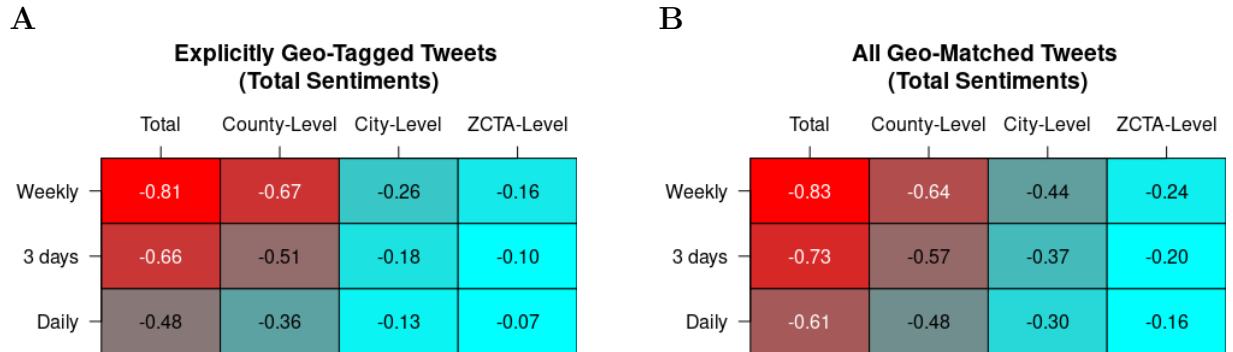 A
Explicitly Geo-Tagged Tweets
(Total Sentiments)
Total County-Level City-Level ZCTA-Level
Weekly -0.81 -0.67 -0.26 -0.16
3 days -0.66 -0.51 -0.18 -0.10
Daily -0.48 -0.36 -0.13 -0.07
B
All Geo-Matched Tweets
(Total Sentiments)
Total County-Level City-Level ZCTA-Level
Weekly -0.83 -0.64 -0.44 -0.24
3 days -0.73 -0.57 -0.37 -0.20
Daily -0.61 -0.48 -0.30 -0.16